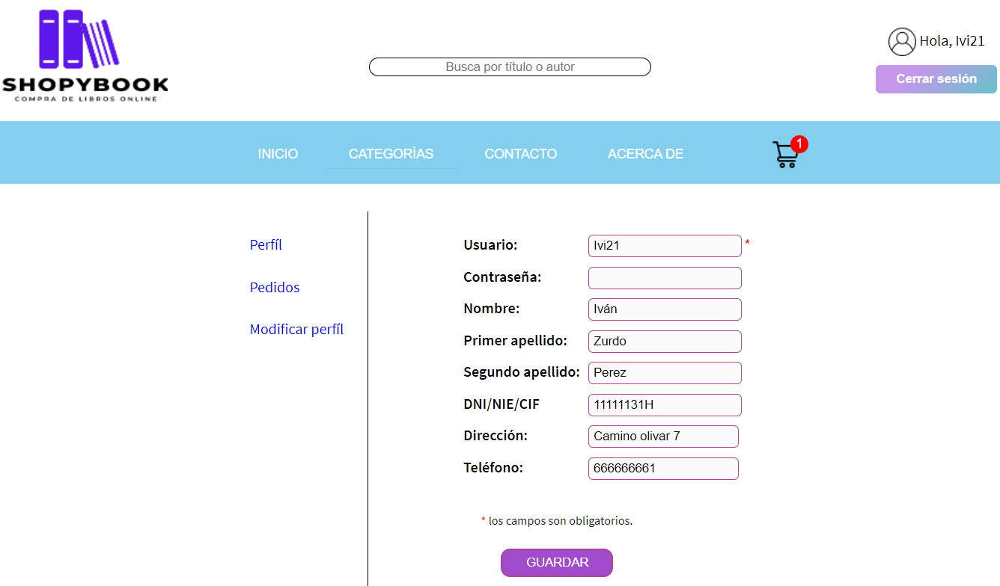 SHOPYBOOK
COMPRA DE LIBROS ONLINE
Busca por título o autor
Hola, Ivi21
Cerrar sesión
INICIO
CATEGORÍAS
CONTACTO
ACERCA DE
1
Perfíl
Pedidos
Modificar perfíl
Usuario: Ivi21 *
Contraseña:
Nombre: Iván
Primer apellido: Zurdo
Segundo apellido: Perez
DNI/NIE/CIF 11111131H
Dirección: Camino olivar 7
Teléfono: 666666661
* los campos son obligatorios.
GUARDAR